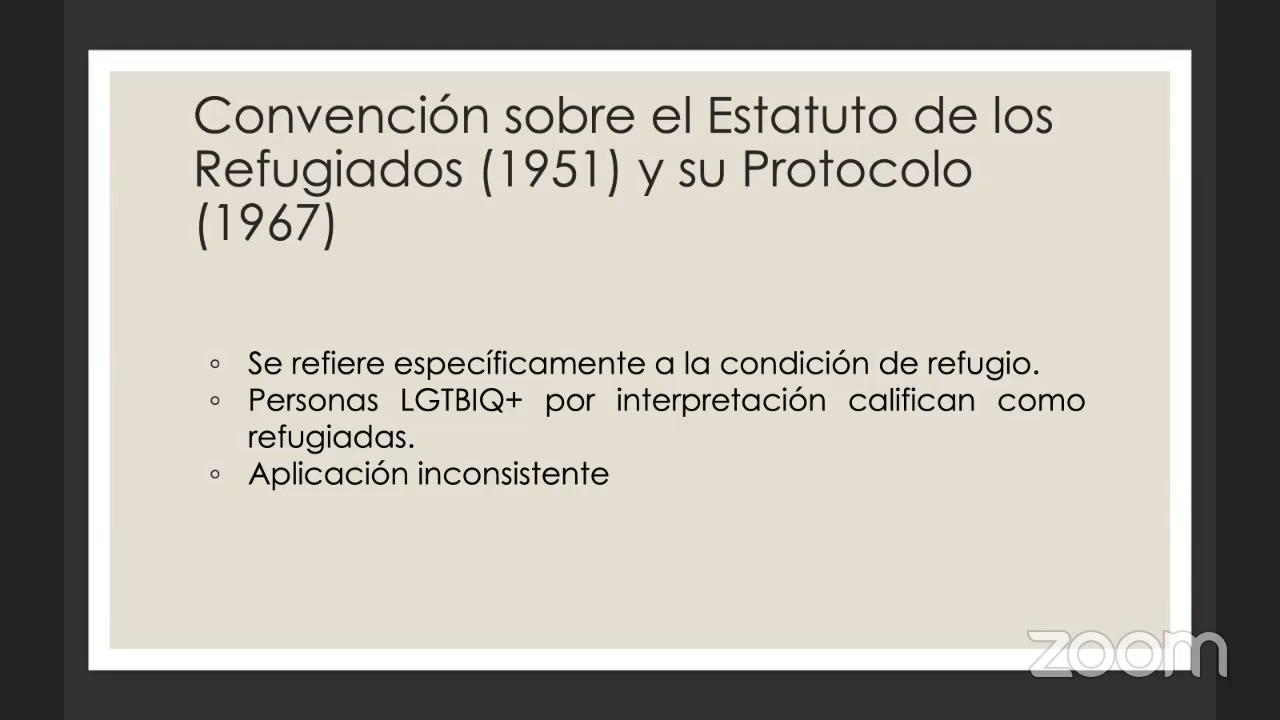 Convención sobre el Estatuto de los
Refugiados (1951) y su Protocolo
(1967)
◦ Se refiere específicamente a la condición de refugio.
◦ Personas LGTBIQ+ por interpretación califican como
refugiadas.
◦ Aplicación inconsistente
zoom